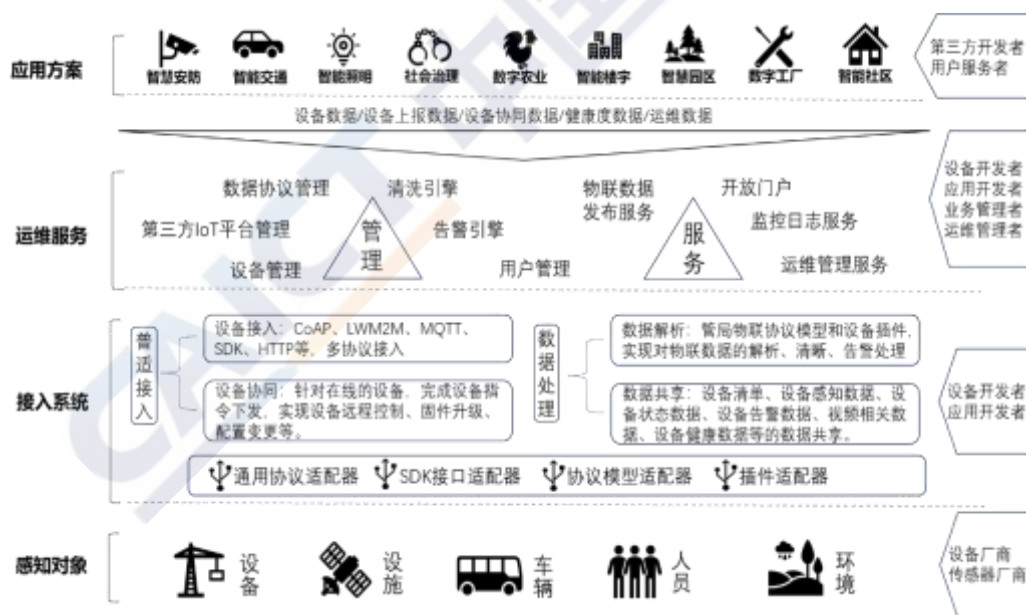 应用方案
智慧安防 智能交通 智能照明 社会治理 数字农业 智能楼宇 智慧园区 数字工厂 智能社区
第三方开发者
用户服务者
设备数据/设备上报数据/设备协同数据/健康度数据/运维数据
运维服务
数据协议管理 清洗引擎
第三方IoT平台管理 告警引擎
设备管理 用户管理
管理
物联数据
发布服务
开放门户
监控日志服务
运维管理服务
服务
设备开发者
应用开发者
业务管理者
运维管理者
接入系统
普适接入
设备接入：CoAP、LWM2M、MQTT、
SDK、HTTP等，多协议接入
设备协同：针对在线的设备，完成设备指
令下发，实现设备远程控制、固件升级、
配置变更等。
数据处理
数据解析：管局物联协议模型和设备插件，
实现对物联数据的解析、清晰、告警处理
数据共享：设备清单、设备感知数据、设
备状态数据、设备告警数据、视频相关数
据、设备健康数据等的数据共享。
设备开发者
应用开发者
通用协议适配器 SDK接口适配器 协议模型适配器 插件适配器
感知对象
设备 设施 车辆 人员 环境
设备厂商
传感器厂商
CAICT中